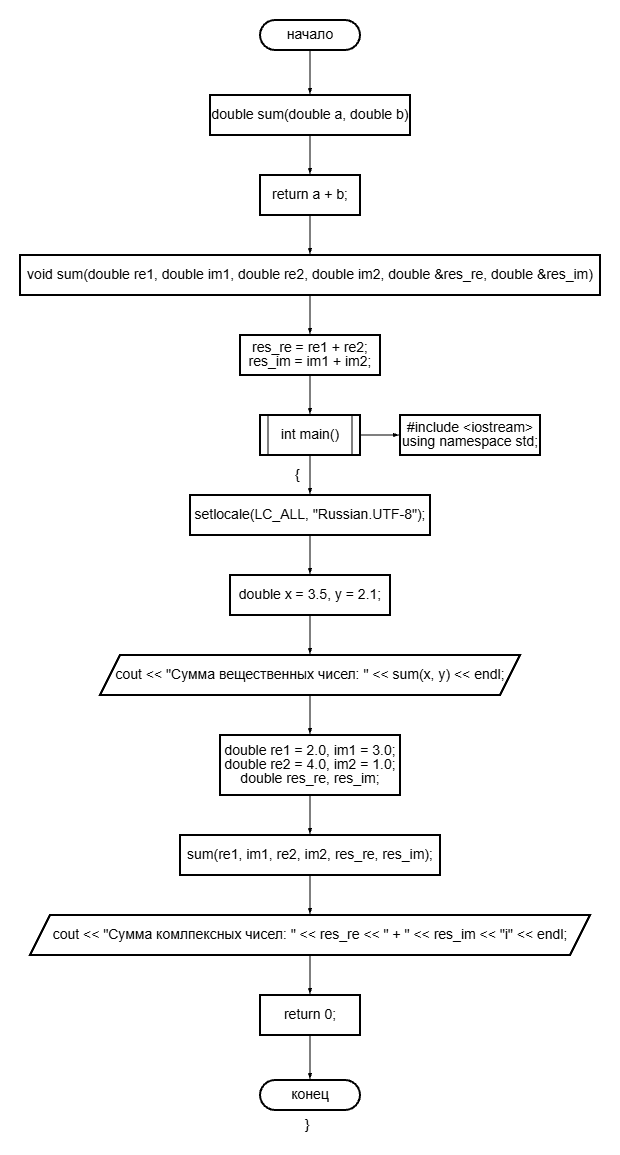 начало
double sum(double a, double b)
return a + b;
void sum(double re1, double im1, double re2, double im2, double &res_re, double &res_im)
res_re = re1 + re2;
res_im = im1 + im2;
int main()
#include <iostream>
using namespace std;
{
setlocale(LC_ALL, "Russian.UTF-8");
double x = 3.5, y = 2.1;
cout << "Сумма вещественных чисел: " << sum(x, y) << endl;
double re1 = 2.0, im1 = 3.0;
double re2 = 4.0, im2 = 1.0;
double res_re, res_im;
sum(re1, im1, re2, im2, res_re, res_im);
cout << "Сумма комлпексных чисел: " << res_re << " + " << res_im << "i" << endl;
return 0;
конец
}